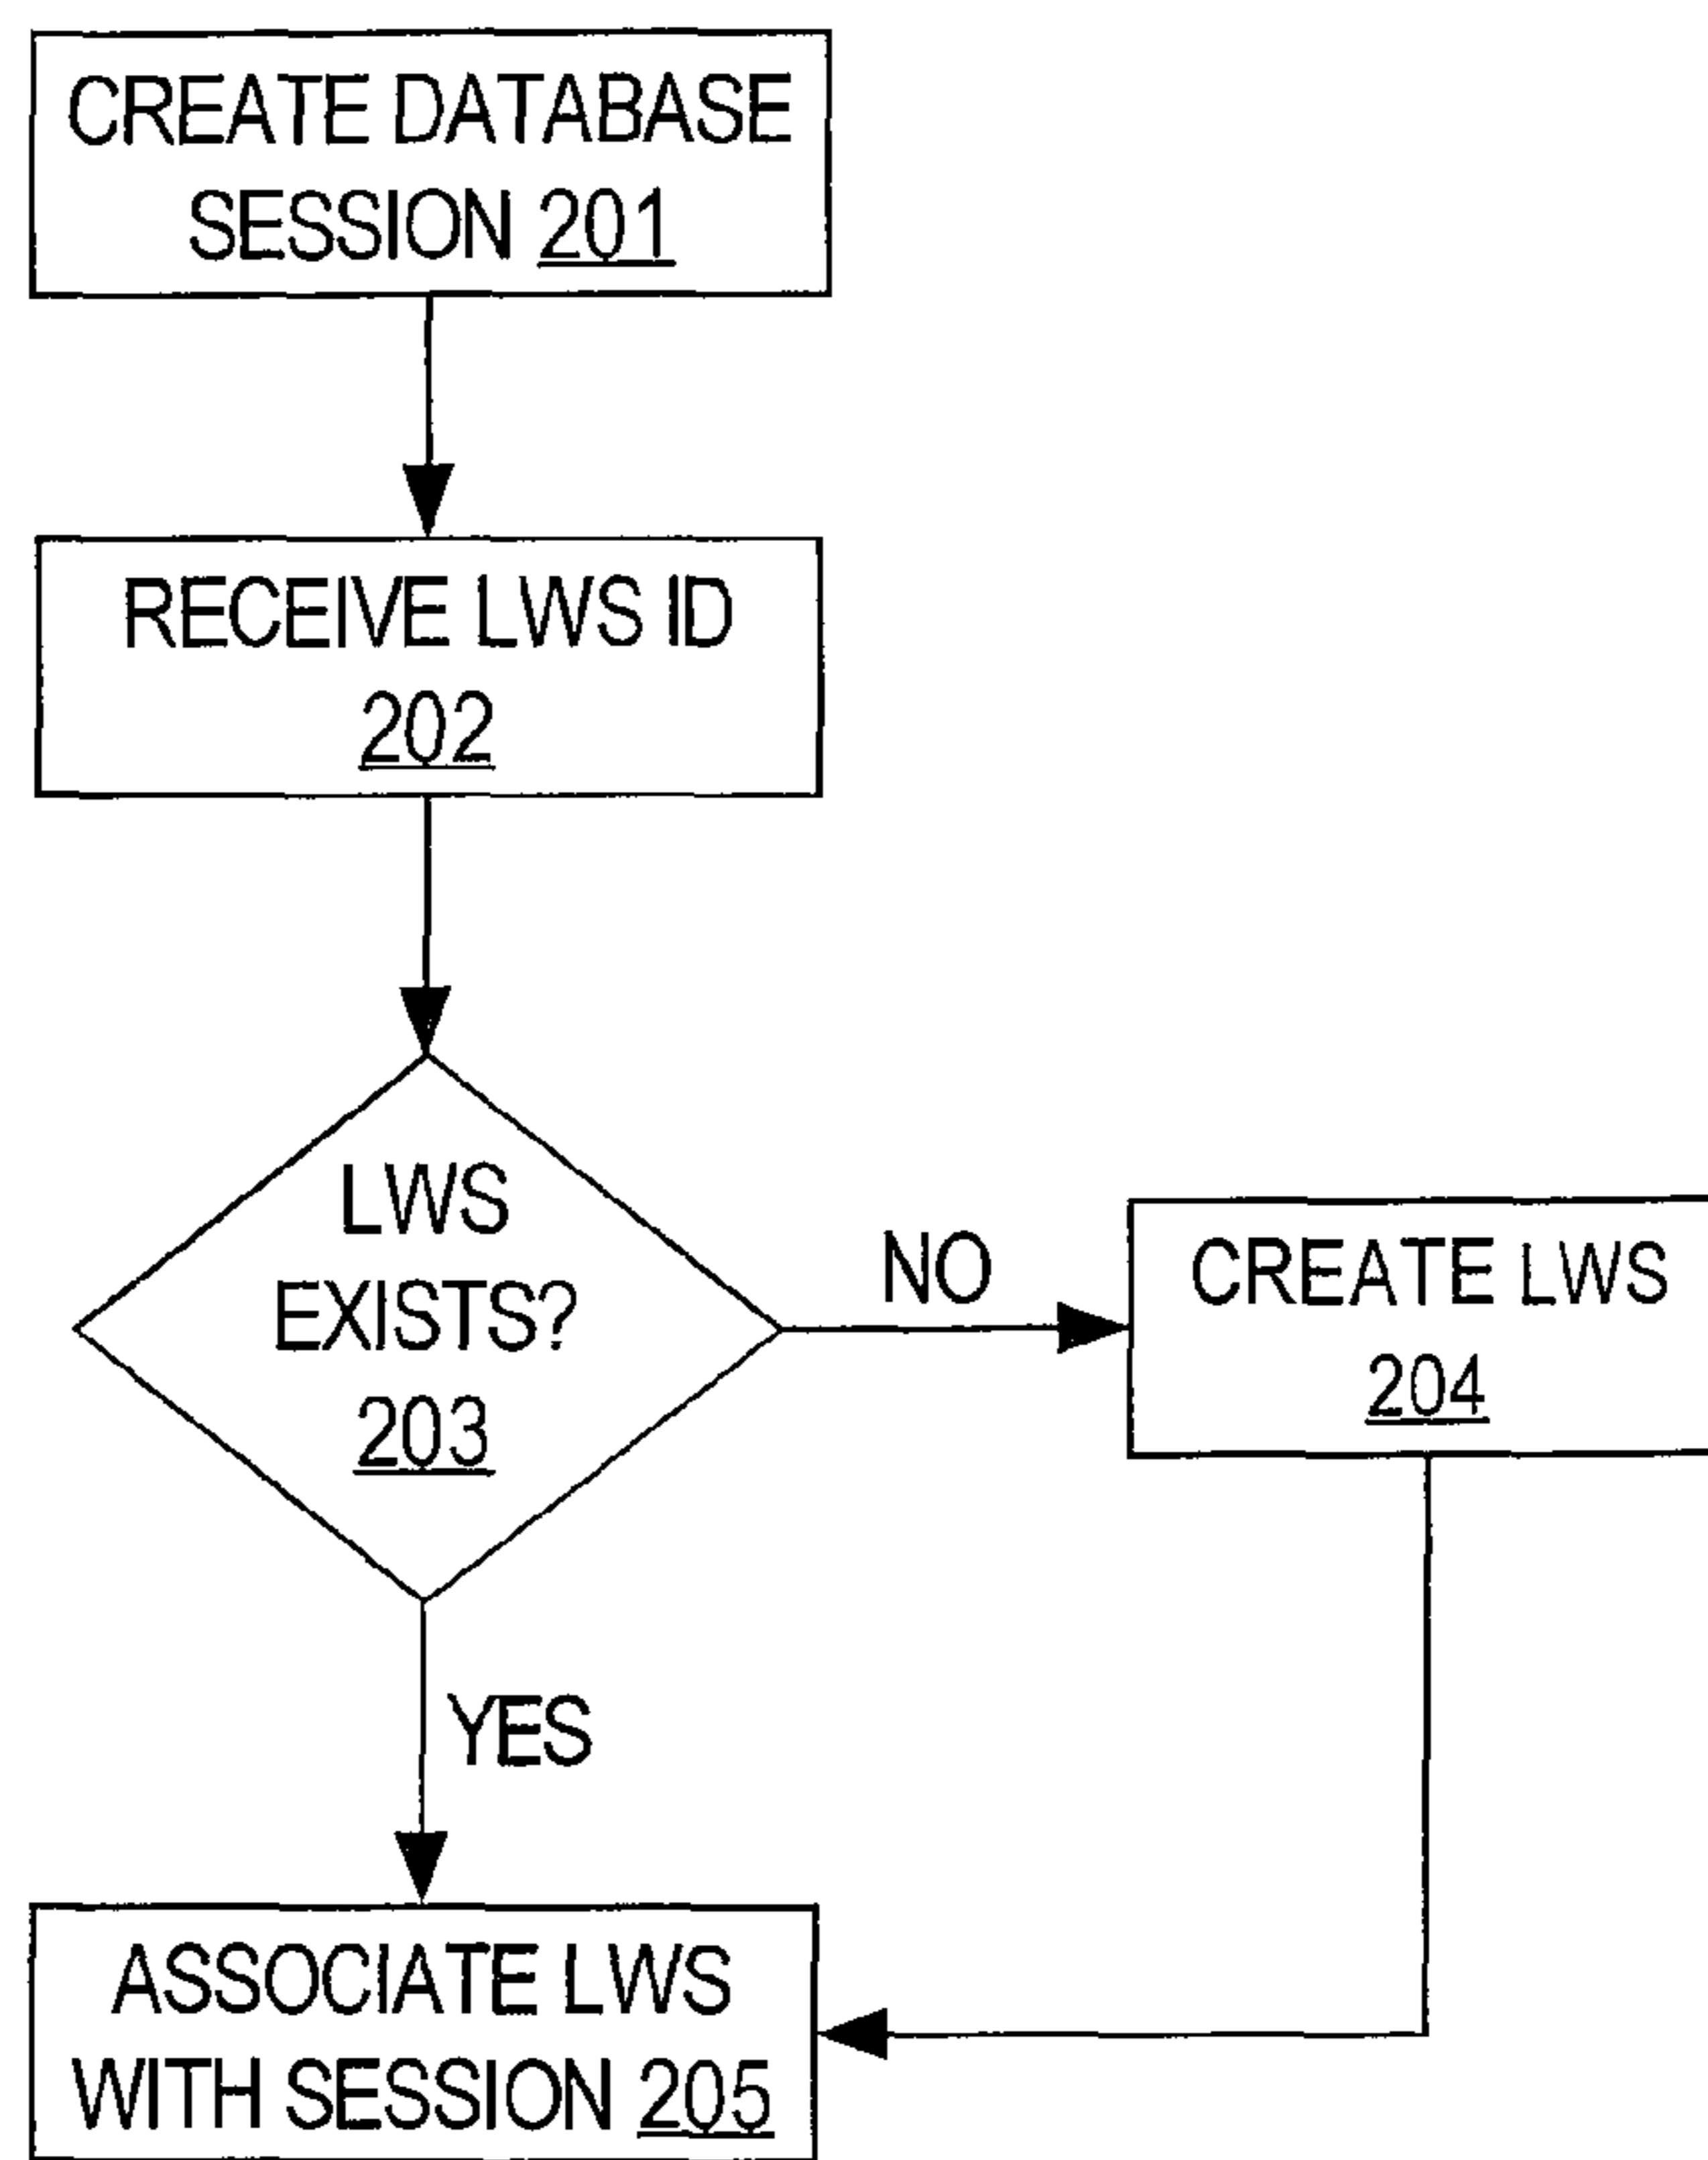 CREATE DATABASE
SESSION 201
RECEIVE LWS ID
202
LWS
EXISTS?
203
NO
CREATE LWS
204
YES
ASSOCIATE LWS
WITH SESSION 205